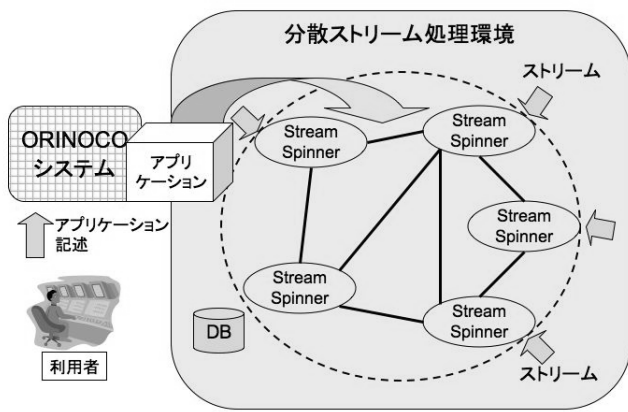 分散ストリーム処理環境
ストリーム
ORINOCO
システム
アプリ
ケーション
Stream
Spinner
Stream
Spinner
Stream
Spinner
Stream
Spinner
Stream
Spinner
アプリケーション
記述
DB
利用者
ストリーム